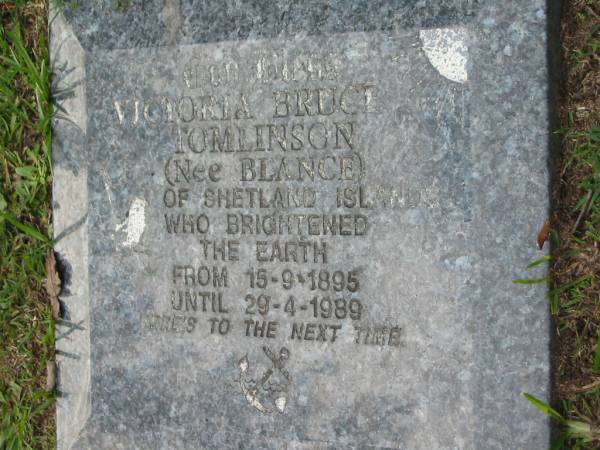 VICTORIA BRUCE
TOMLINSON
(Nee BLANCE)
OF SHETLAND ISLANDS
WHO BRIGHTENED
THE EARTH
FROM 15-9-1895
UNTIL 29-4-1989
HERE'S TO THE NEXT TIME